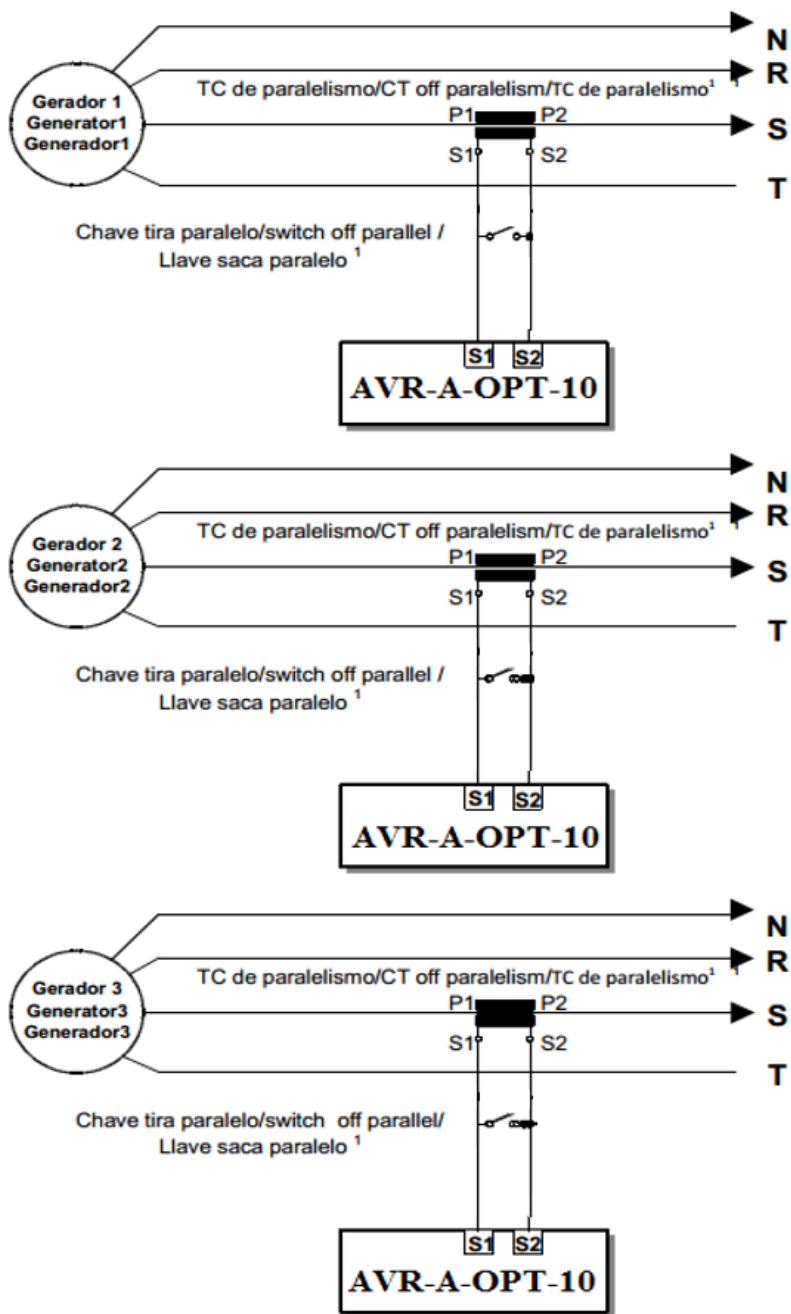 N
R
Gerador 1
Generator1
Generador1
TC de paralelismo/CT off paralelism/TC de paralelismo¹ ¹
P1 P2
S
S1 S2
T
Chave tira paralelo/switch off parallel /
Llave saca paralelo ¹
S1 S2
AVR-A-OPT-10
N
R
Gerador 2
Generator2
Generador2
TC de paralelismo/CT off paralelism/TC de paralelismo¹ ¹
P1 P2
S
S1 S2
T
Chave tira paralelo/switch off parallel /
Llave saca paralelo ¹
S1 S2
AVR-A-OPT-10
N
R
Gerador 3
Generator3
Generador3
TC de paralelismo/CT off paralelism/TC de paralelismo¹ ¹
P1 P2
S
S1 S2
T
Chave tira paralelo/switch off parallel/
Llave saca paralelo ¹
S1 S2
AVR-A-OPT-10